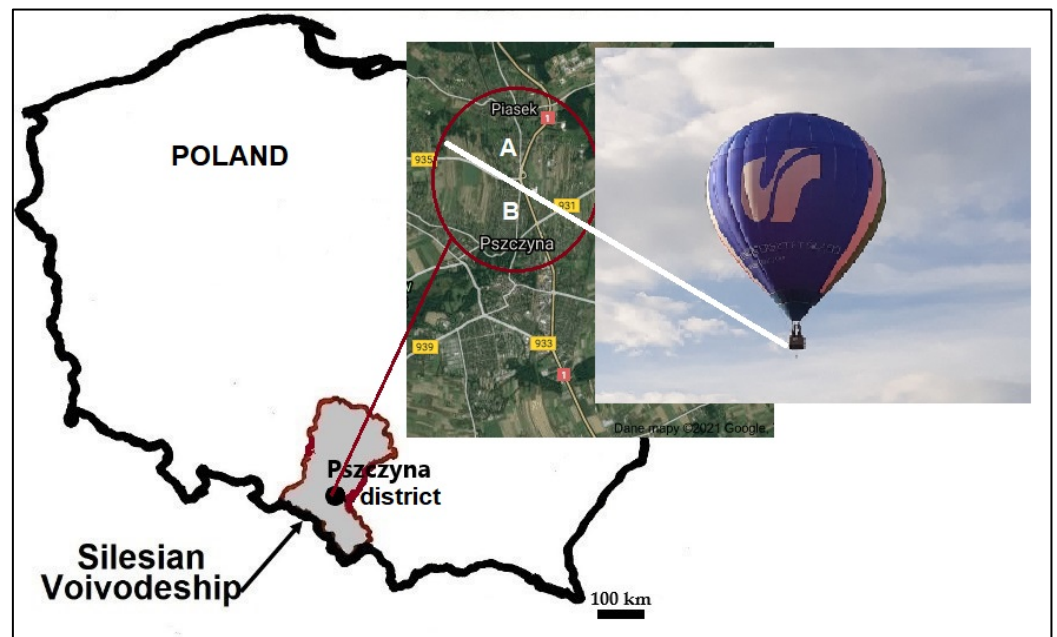 POLAND
Piasek
1
A
935
B
931
Pszczyna
939
933
1
Dane mapy ©2021 Google,
Pszczyna
district
Silesian
Voivodeship
100 km